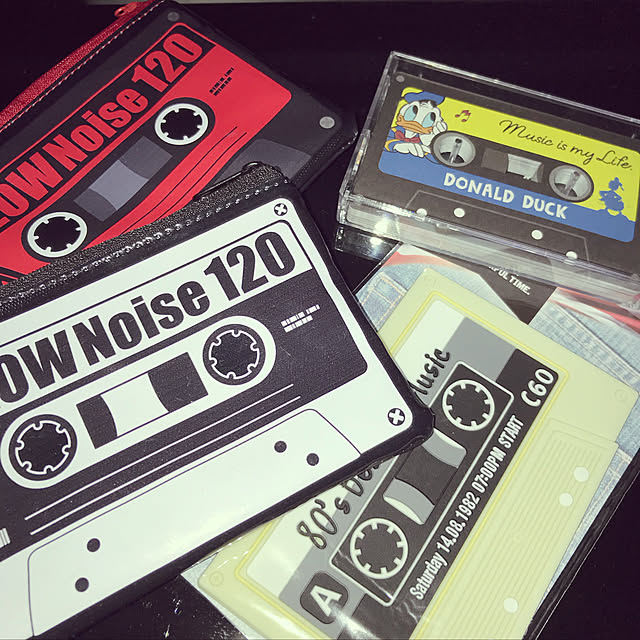 LOW Noise 120
Music is my Life.
DONALD DUCK
LOW Noise 120
TIME.
80's
Music
A
Saturday 14.08.1982 07:00PM START
C60